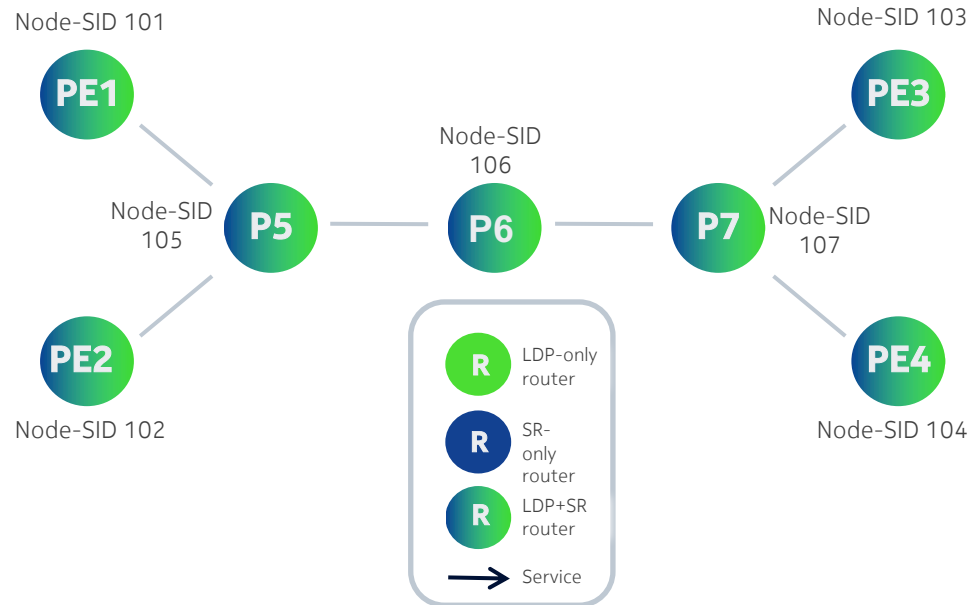 Node-SID 101
Node-SID 103
PE1
PE3
Node-SID
106
Node-SID
105
P5
P6
P7
Node-SID
107
PE2
PE4
Node-SID 102
Node-SID 104
R
LDP-only
router
R
SR-
only
router
R
LDP+SR
router
Service